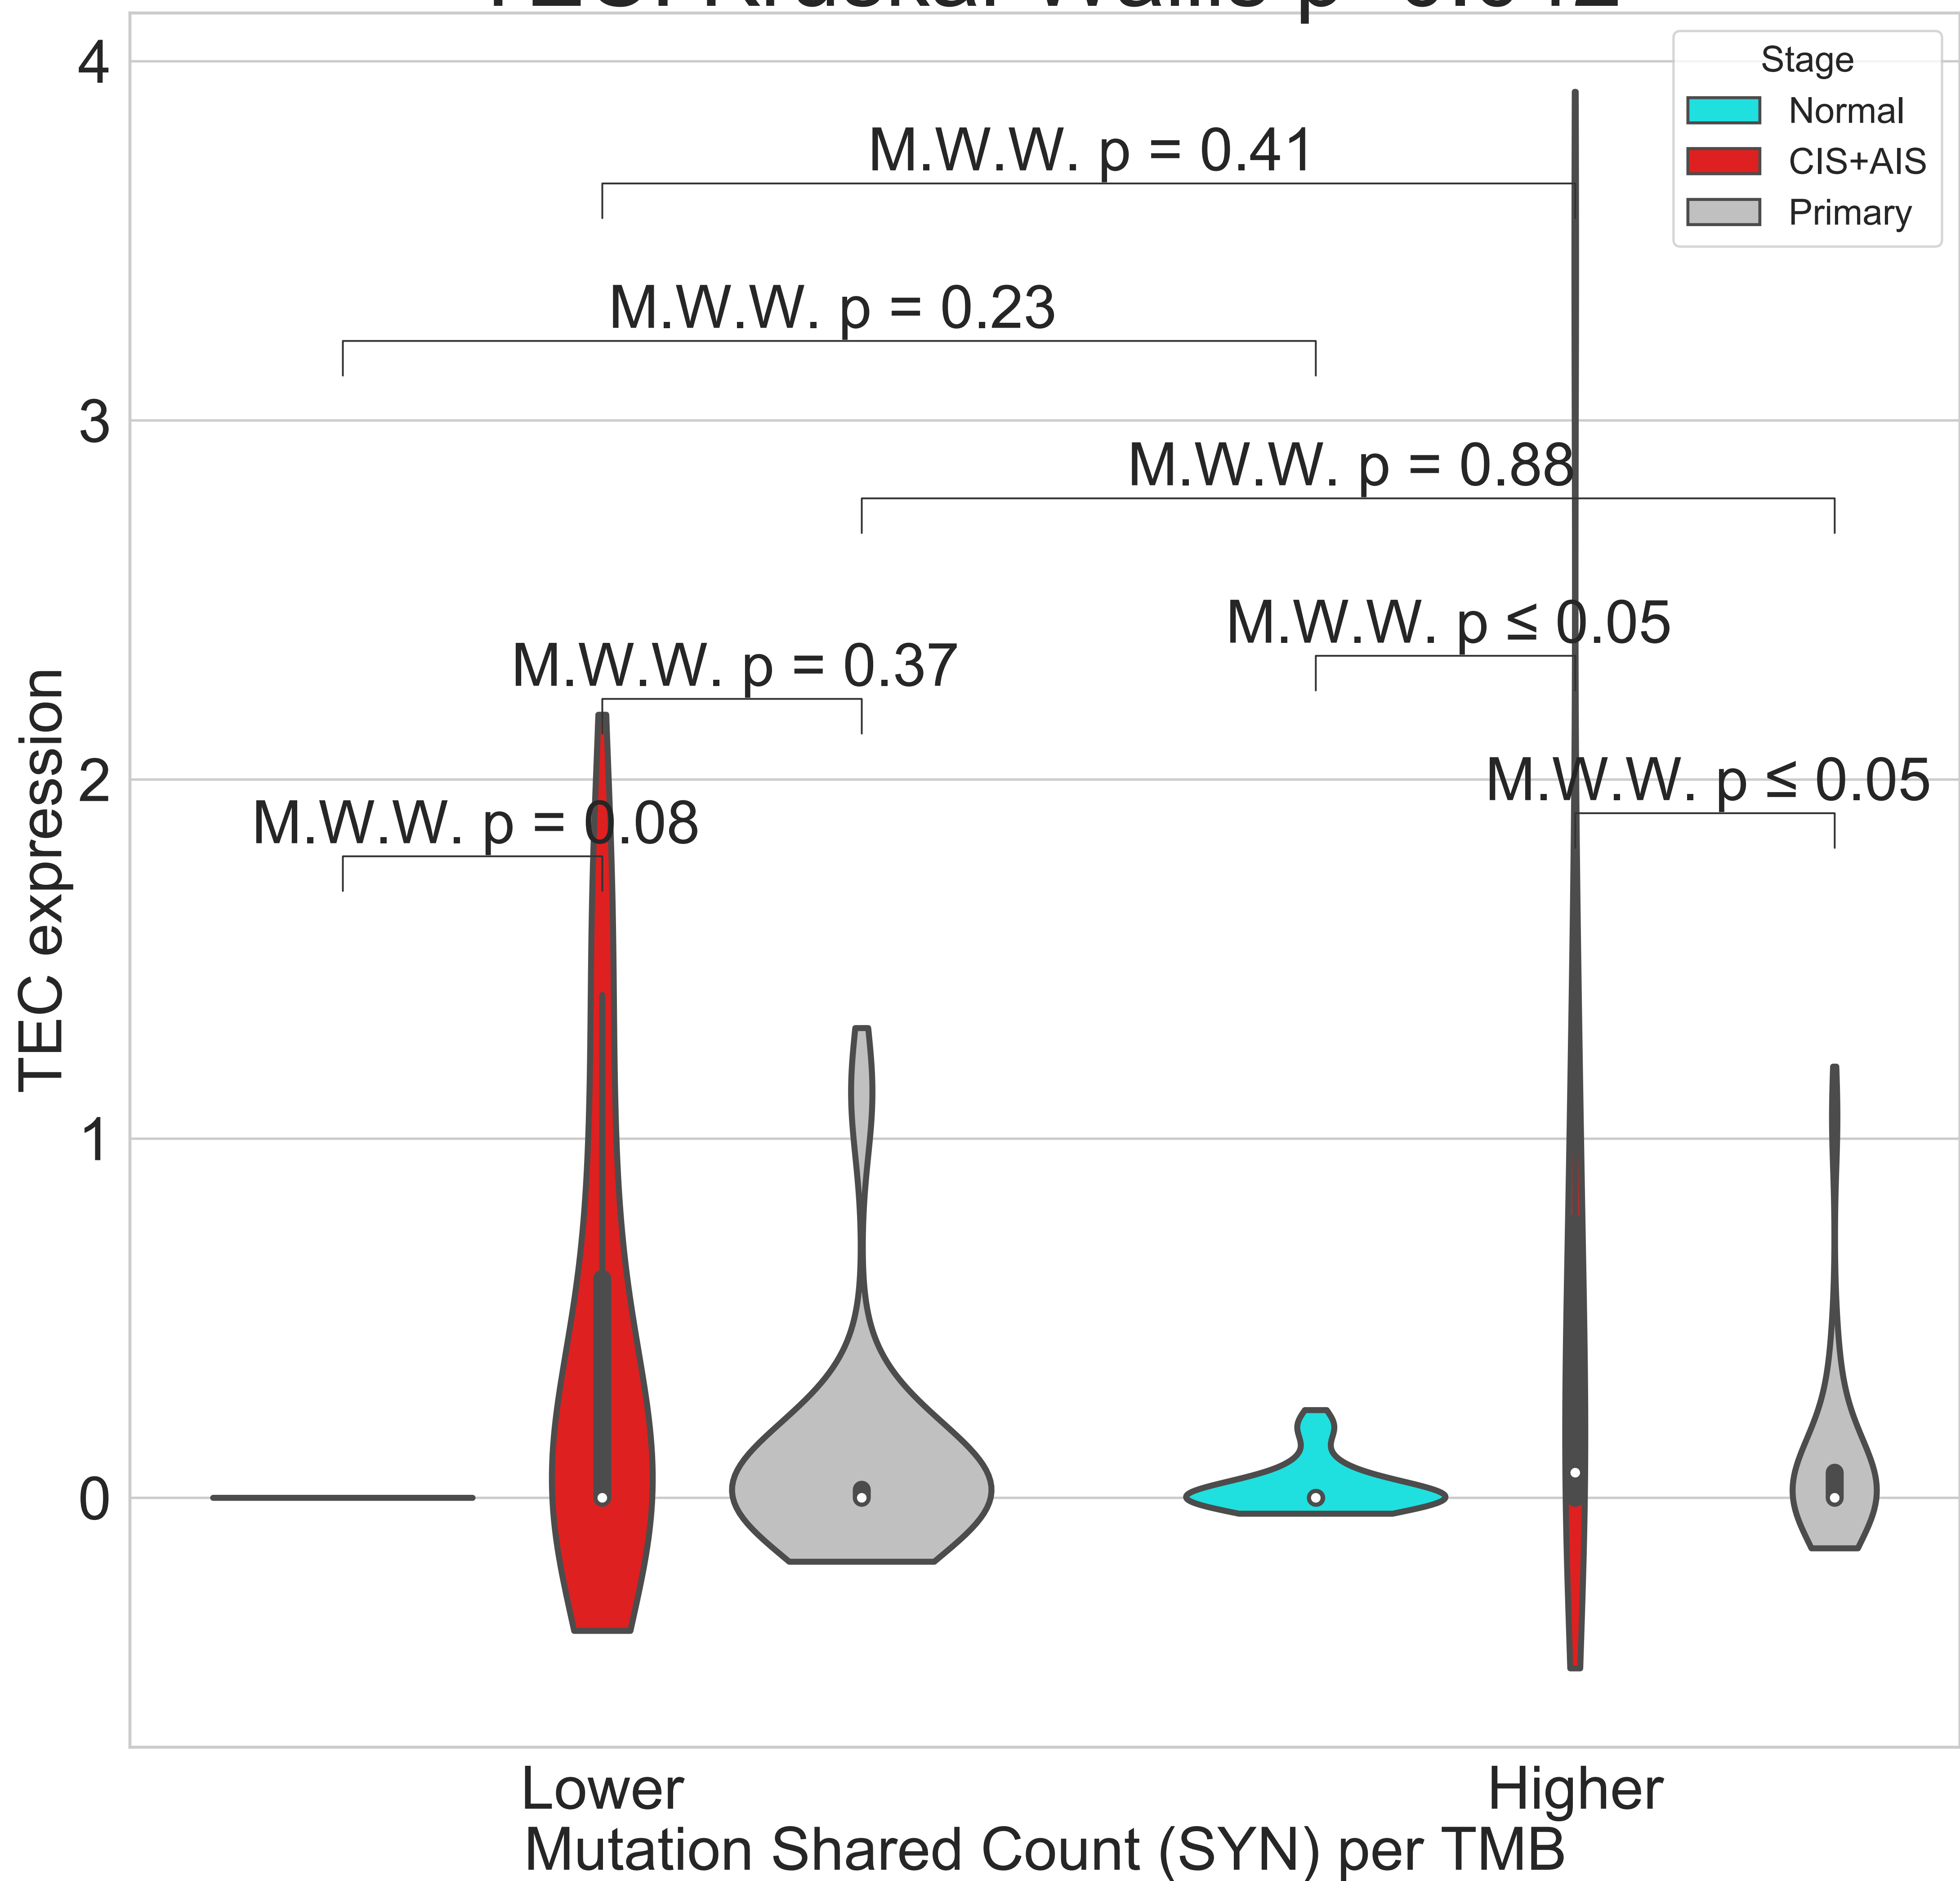 4
Stage
Normal
CIS+AIS
Primary
M.W.W. p = 0.41
M.W.W. p = 0.23
3
M.W.W. p = 0.88
M.W.W. p ≤ 0.05
M.W.W. p = 0.37
M.W.W. p ≤ 0.05
2
M.W.W. p = 0.08
TEC expression
1
0
Lower
Higher
Mutation Shared Count (SYN) per TMB